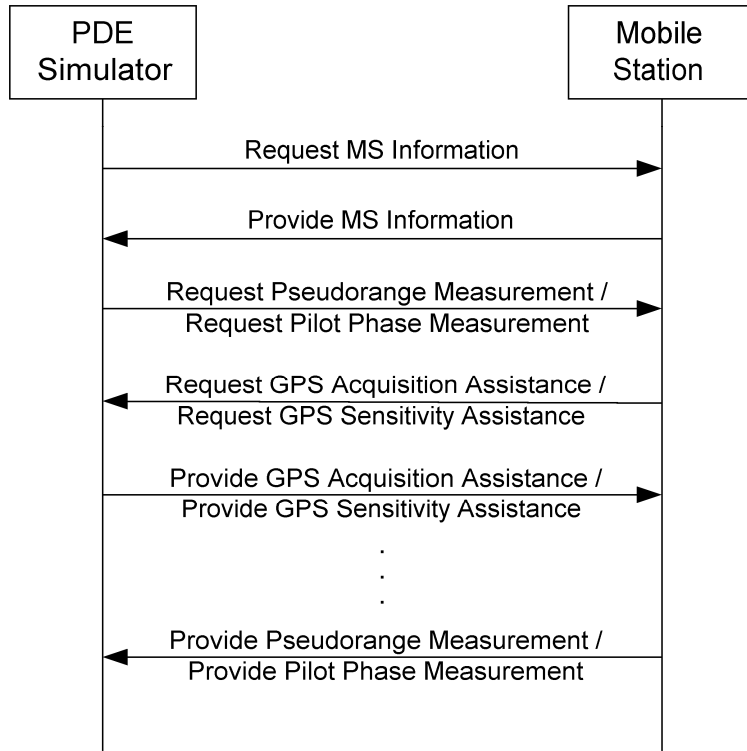 PDE
Simulator
Mobile
Station
Request MS Information
Provide MS Information
Request Pseudorange Measurement /
Request Pilot Phase Measurement
Request GPS Acquisition Assistance /
Request GPS Sensitivity Assistance
Provide GPS Acquisition Assistance /
Provide GPS Sensitivity Assistance
.
.
.
Provide Pseudorange Measurement /
Provide Pilot Phase Measurement